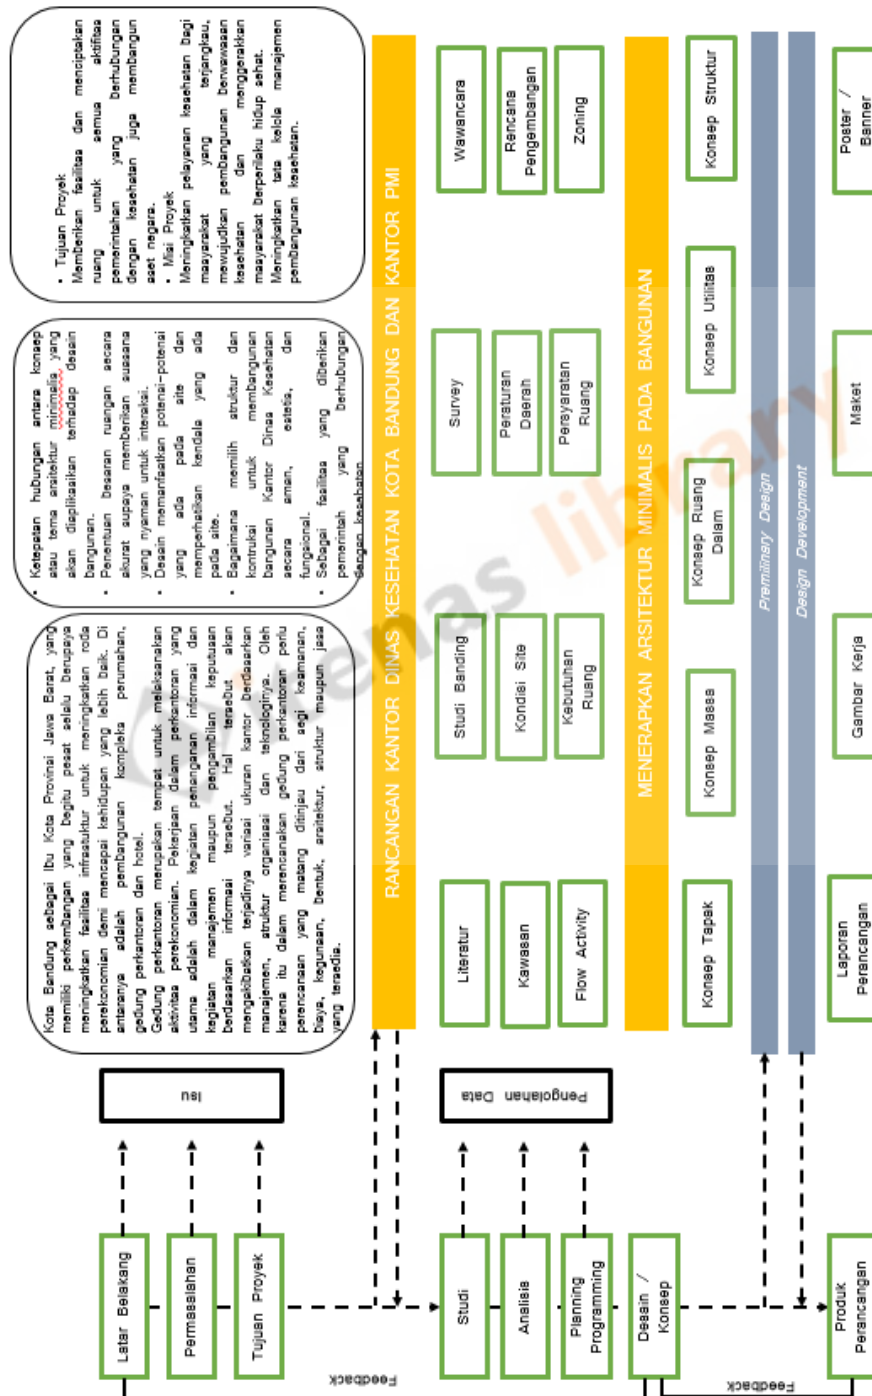 Latar Belakang
Permasalahan
Tujuan Proyek
Isu
Kota Bandung sebagai Ibu Kota Provinsi Jawa Barat, yang
memiliki perkembangan yang begitu pesat selalu berupaya
meningkatkan fasilitas infrastuktur untuk meningkatkan roda
perekonomian demi mencapai kehidupan yang lebih baik. Di
antaranya adalah pembangunan kompleks perumahan,
gedung perkantoran dan hotel.
Gedung perkantoran merupakan tempat untuk melaksanakan
aktivitas perekonomian. Pekerjaan dalam perkantoran yang
utama adalah dalam kegiatan penanganan informasi dan
kegiatan manajemen maupun pengambilan keputusan
berdasarkan informasi tersebut. Hal tersebut akan
mengakibatkan terjadinya variasi ukuran kantor berdasarkan
manajemen, struktur organisasi dan teknologinya. Oleh
karena itu dalam merencanakan gedung perkantoran perlu
perencanaan yang matang ditinjau dari segi keamanan,
biaya, kegunaan, bentuk, arsitektur, struktur maupun jasa
yang tersedia.
• Ketepatan hubungan antara konsep
atau tema arsitektur minimalis yang
akan diaplikasikan terhadap desain
bangunan.
• Penentuan besaran ruangan secara
akurat supaya memberikan suasana
yang nyaman untuk interaksi.
• Desain memanfaatkan potensi-potensi
yang ada pada site dan
memperhatikan kendala yang ada
pada site.
• Bagaimana memilih struktur dan
kontruksi untuk membangunan
bangunan Kantor Dinas Kesehatan
secara aman, estetis, dan
fungsional.
• Sebagai fasilitas yang diberikan
pemerintah yang berhubungan
dengan kesehatan
• Tujuan Proyek
Memberikan fasilitas dan menciptakan
ruang untuk semua aktifitas
pemerintahan yang berhubungan
dengan kesehatan juga membangun
aset negara.
• Misi Proyek
Meningkatkan pelayanan kesehatan bagi
masyarakat yang terjangkau,
mewujudkan pembangunan berwawasan
kesehatan dan menggerakkan
masyarakat berperilaku hidup sehat.
Meningkatkan tata kelola manajemen
pembangunan kesehatan.
RANCANGAN KANTOR DINAS KESEHATAN KOTA BANDUNG DAN KANTOR PMI
Feedback
Studi
Analisis
Planning
Programming
Pengolahan
Data
Literatur
Studi Banding
Survey
Wawancara
Kawasan
Kondisi Site
Peraturan
Daerah
Rencana
Pengembangan
Flow Activity
Kebutuhan
Ruang
Persyaratan
Ruang
Zoning
MENERAPKAN ARSITEKTUR MINIMALIS PADA BANGUNAN
Desain /
Konsep
Konsep Tapak
Konsep Massa
Konsep Ruang
Dalam
Konsep Utilitas
Konsep Struktur
Premilinary Design
Design Development
Feedback
Produk
Perancangan
Laporan
Perancangan
Gambar Kerja
Maket
Poster /
Banner
itenas library